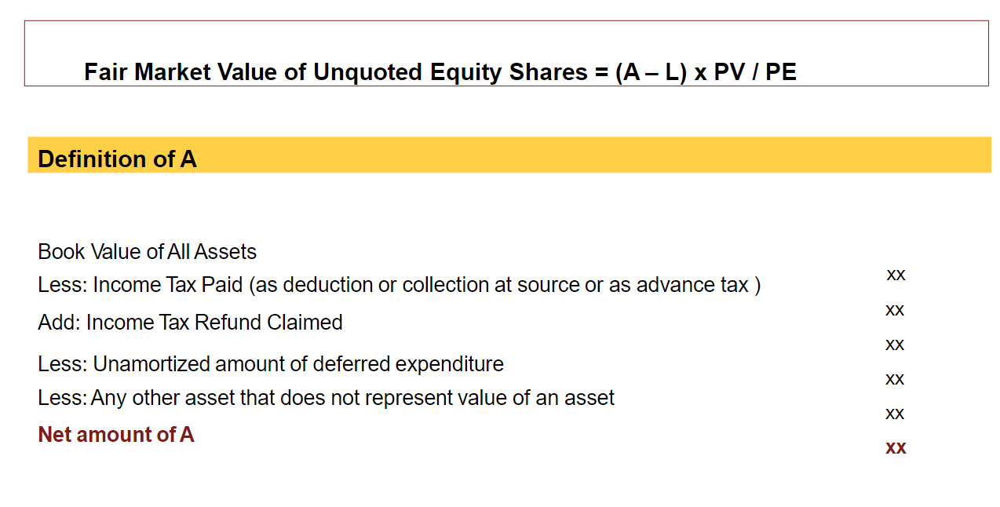 Fair Market Value of Unquoted Equity Shares = (A – L) x PV / PE
Definition of A
Book Value of All Assets
xx
Less: Income Tax Paid (as deduction or collection at source or as advance tax )
xx
Add: Income Tax Refund Claimed
xx
Less: Unamortized amount of deferred expenditure
xx
Less: Any other asset that does not represent value of an asset
xx
Net amount of A
xx